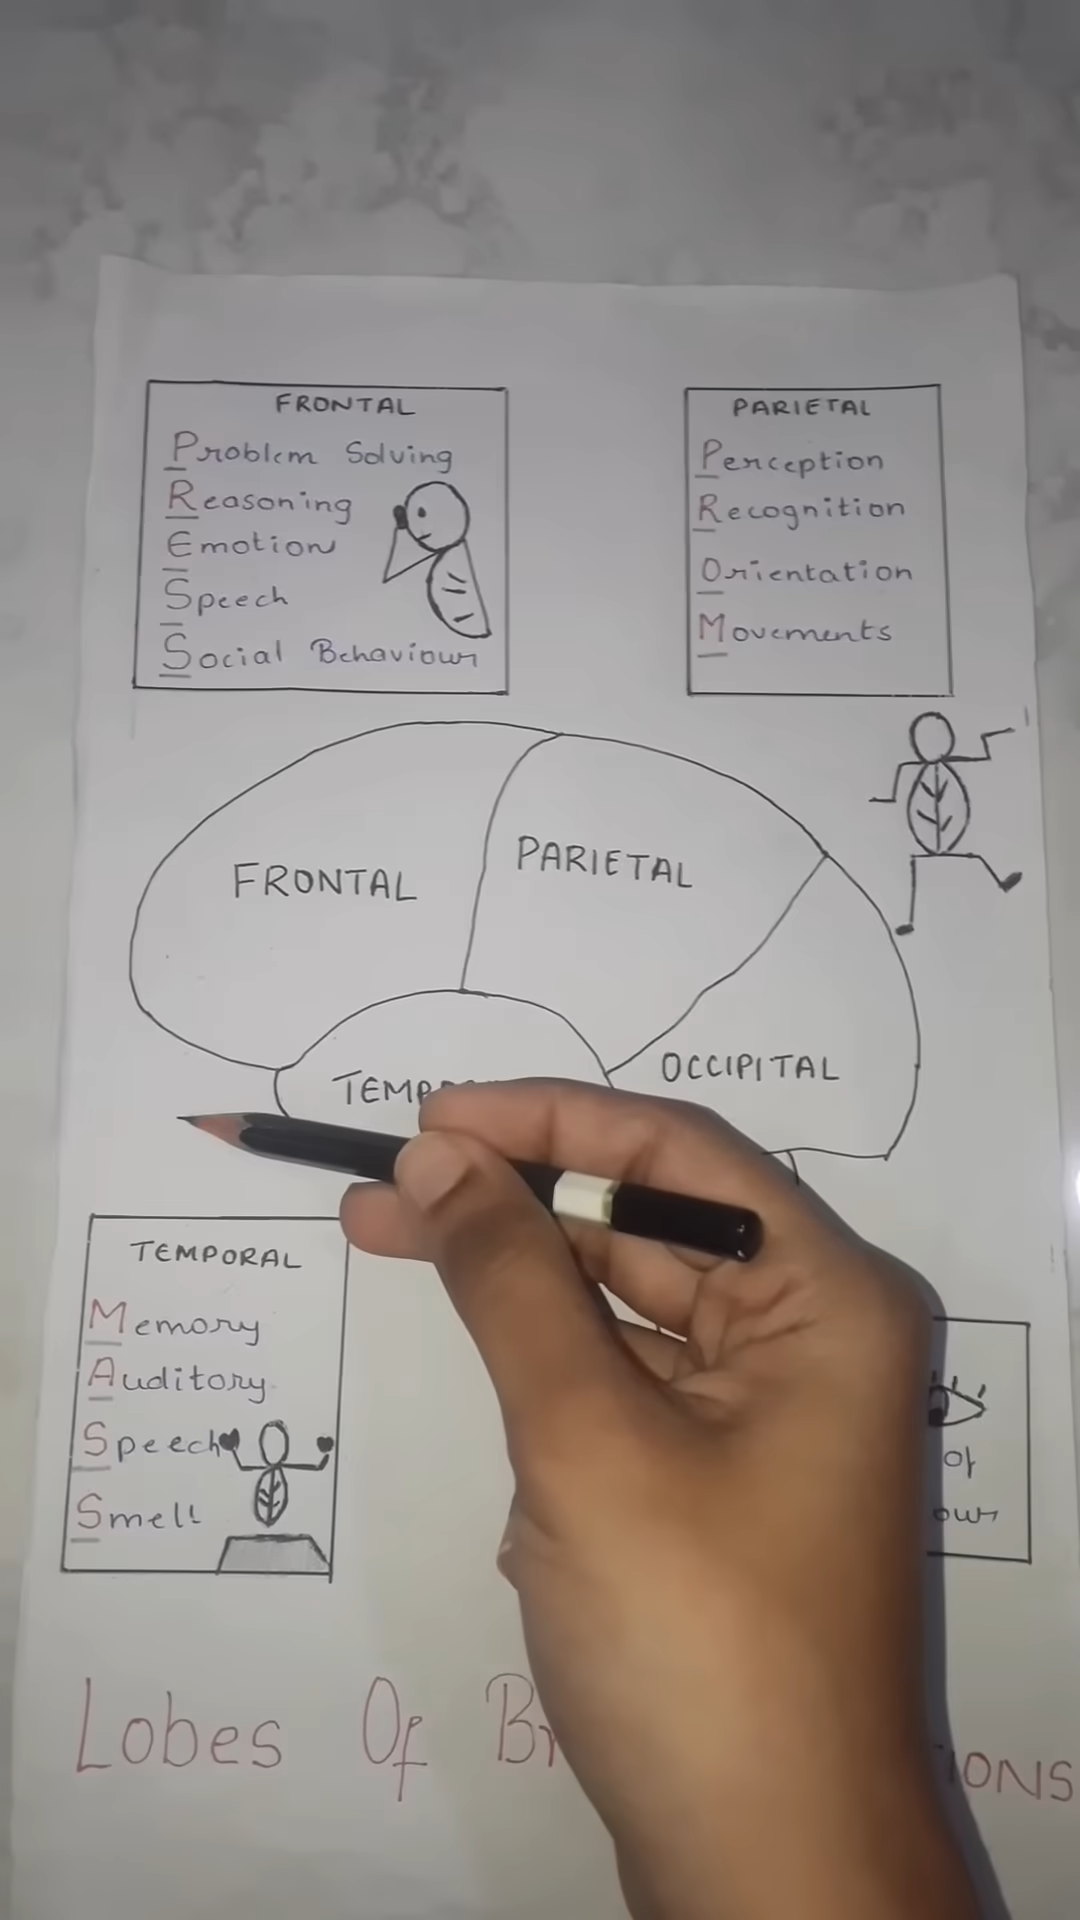 FRONTAL
Problem Solving
Reasoning
Emotion
Speech
Social Behaviour
PARIETAL
Perception
Recognition
Orientation
Movements
FRONTAL
PARIETAL
OCCIPITAL
TEMPORAL
Memory
Auditory
Speech
Smell
of
Lobes Of